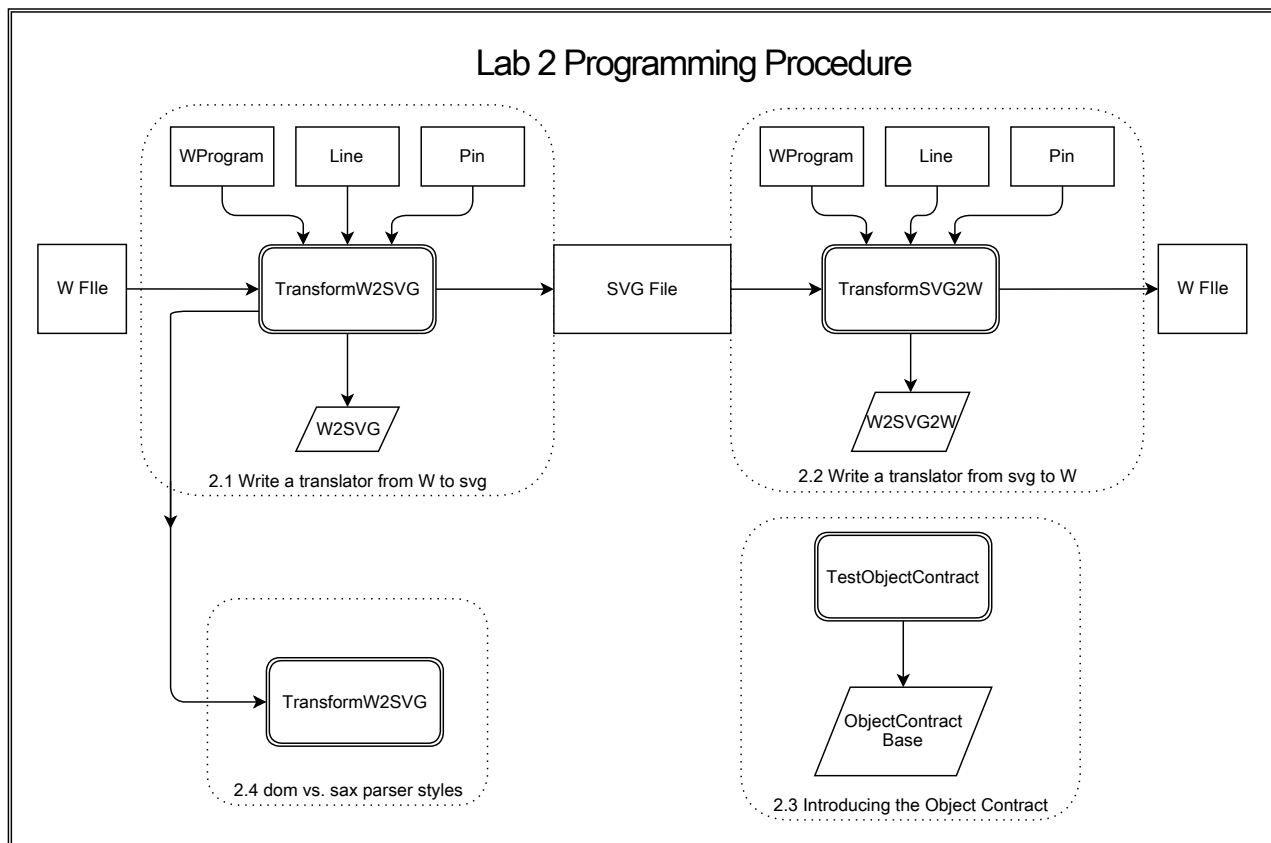 Lab 2 Programming Procedure
WProgram
Line
Pin
WProgram
Line
Pin
W FIle
TransformW2SVG
SVG File
TransformSVG2W
W FIle
W2SVG
W2SVG2W
2.1 Write a translator from W to svg
2.2 Write a translator from svg to W
TestObjectContract
TransformW2SVG
ObjectContract
Base
2.4 dom vs. sax parser styles
2.3 Introducing the Object Contract